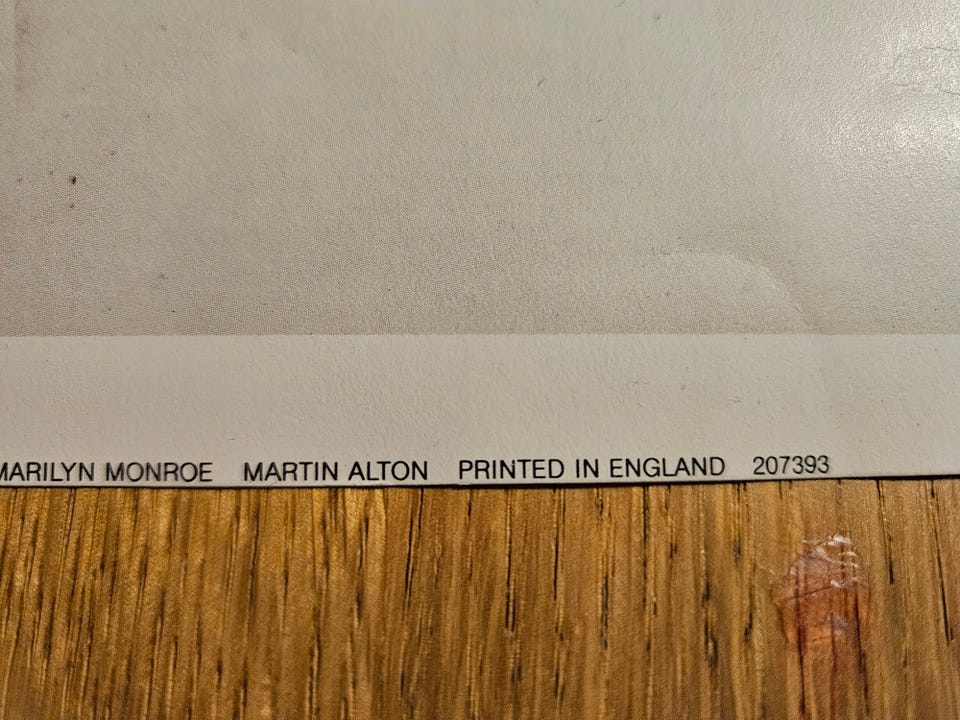 MARILYN MONROE MARTIN ALTON PRINTED IN ENGLAND 207393